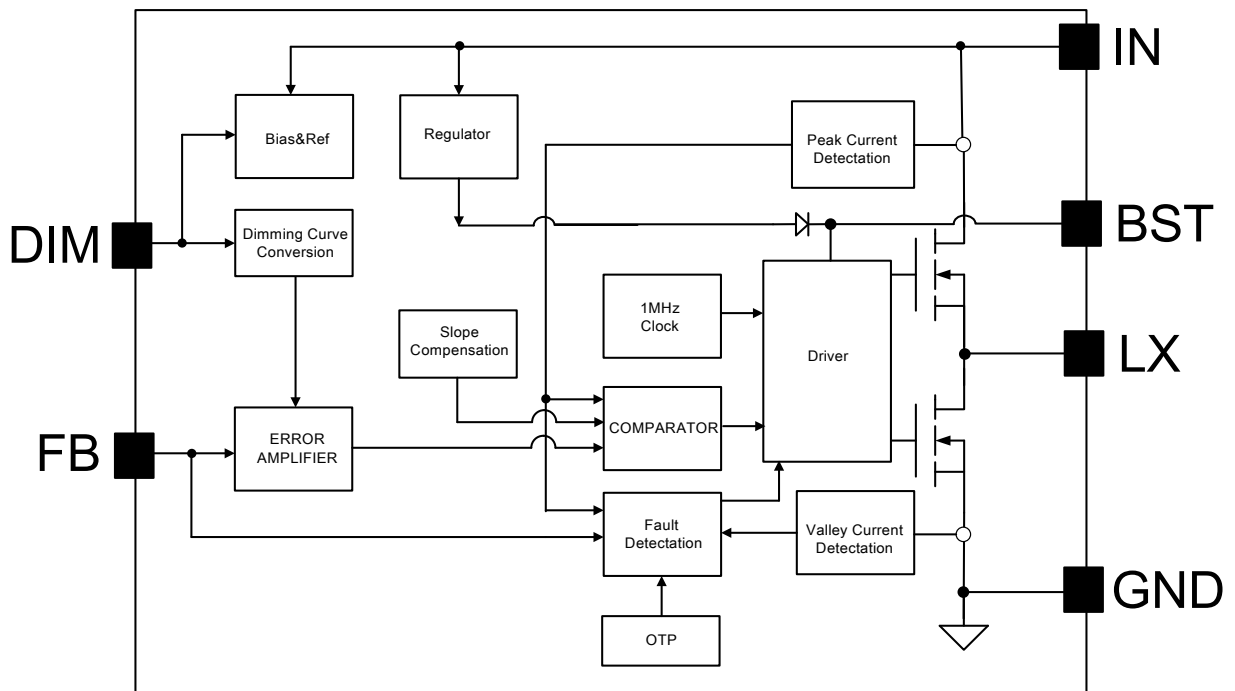 IN
Bias&Ref
Regulator
Peak Current
Detectation
DIM
Dimming Curve
Conversion
BST
1MHz
Clock
Slope
Compensation
Driver
LX
FB
ERROR
AMPLIFIER
COMPARATOR
Fault
Detectation
Valley Current
Detectation
GND
OTP